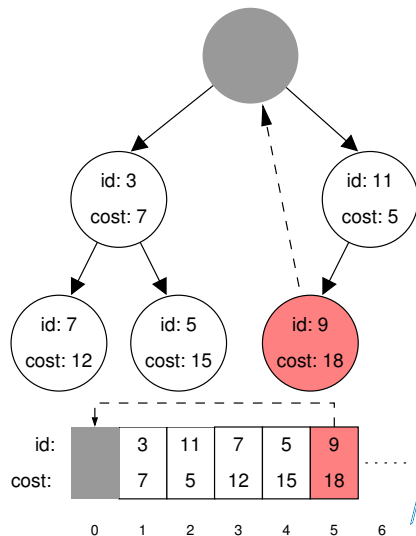 id: 3
cost: 7
id: 11
cost: 5
id: 7
cost: 12
id: 5
cost: 15
id: 9
cost: 18
id: 3 11 7 5 9
cost: 7 5 12 15 18
0 1 2 3 4 5 6